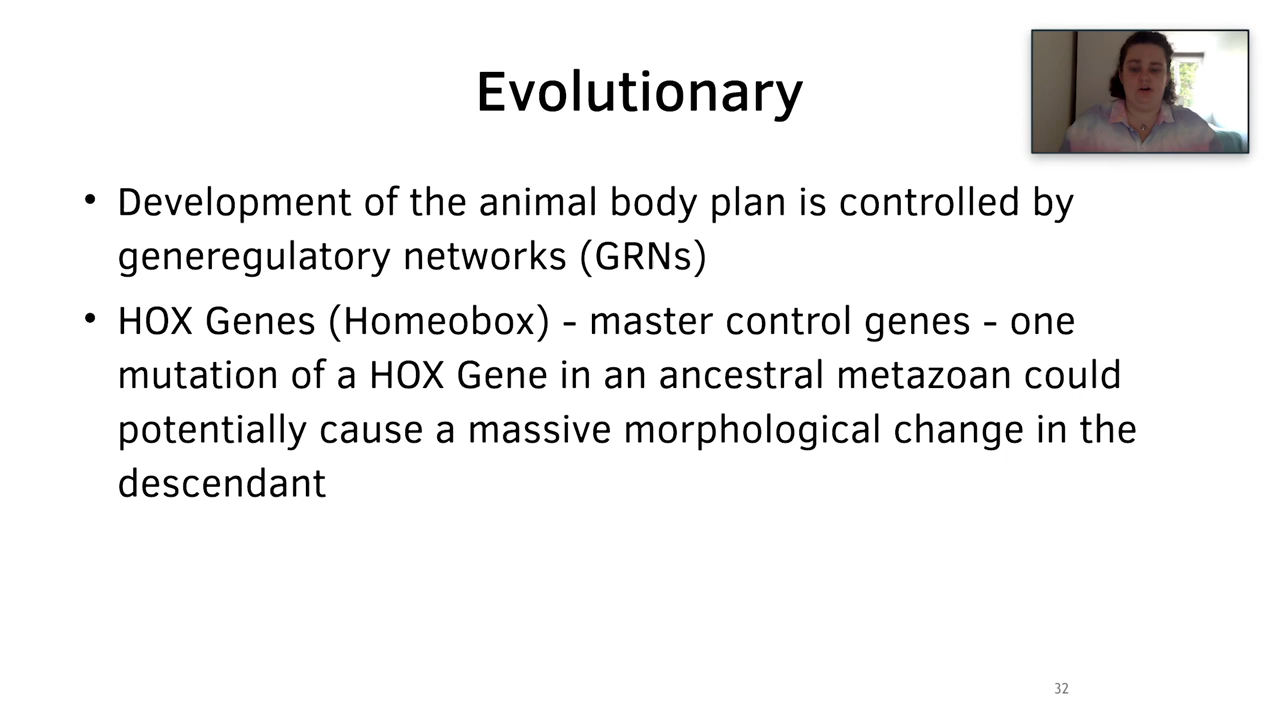 Evolutionary
• Development of the animal body plan is controlled by
generegulatory networks (GRNs)
• HOX Genes (Homeobox) - master control genes - one
mutation of a HOX Gene in an ancestral metazoan could
potentially cause a massive morphological change in the
descendant
32